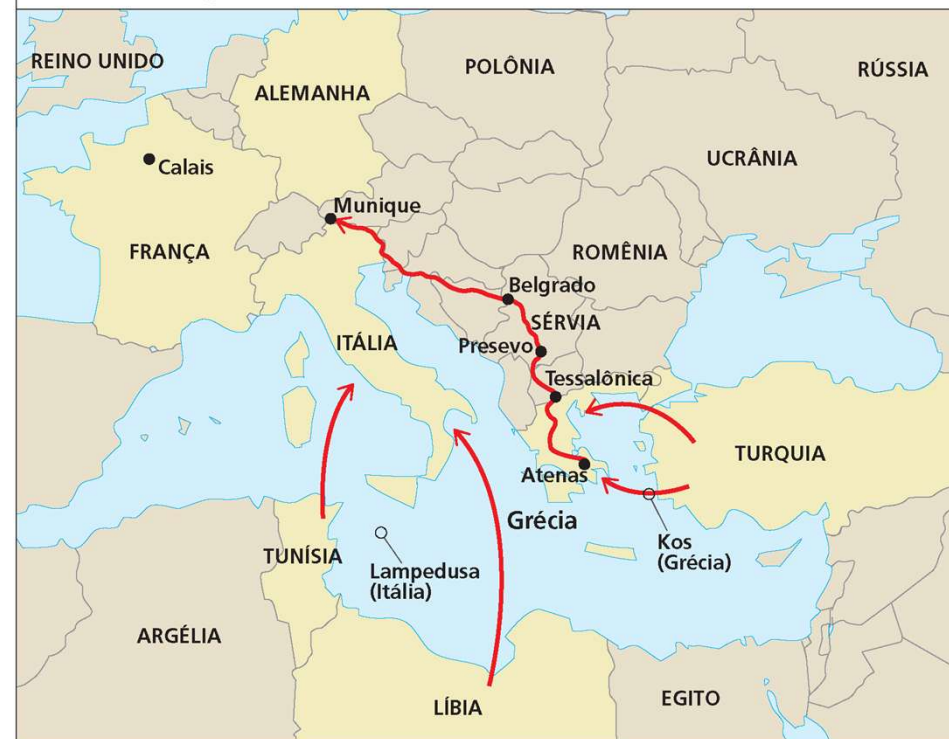 REINO UNIDO
POLÔNIA
RÚSSIA
ALEMANHA
Calais
UCRÂNIA
Munique
FRANÇA
ROMÊNIA
Belgrado
SÉRVIA
ITÁLIA
Presevo
Tessalônica
TURQUIA
Atenas
Grécia
Kos
(Grécia)
TUNÍSIA
Lampedusa
(Itália)
ARGÉLIA
LÍBIA
EGITO